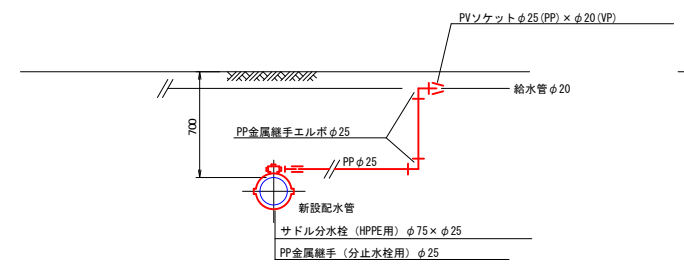 PVソケットφ25(PP)×φ20(VP)
給水管φ20
700
PP金属継手エルボφ25
PPφ25
新設配水管
サドル分水栓（HPPE用）φ75×φ25
PP金属継手（分止水栓用）φ25